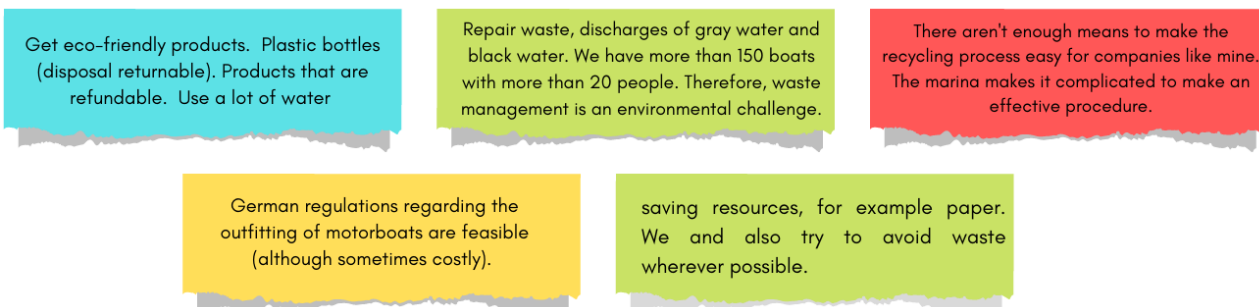 Get eco-friendly products.  Plastic bottles
(disposal returnable). Products that are
refundable.  Use a lot of water
Repair waste, discharges of gray water and
black water. We have more than 150 boats
with more than 20 people. Therefore, waste
management is an environmental challenge.
There aren't enough means to make the
recycling process easy for companies like mine.
The marina makes it complicated to make an
effective procedure.
German regulations regarding the
outfitting of motorboats are feasible
(although sometimes costly).
saving resources, for example paper.
We and also try to avoid waste
wherever possible.